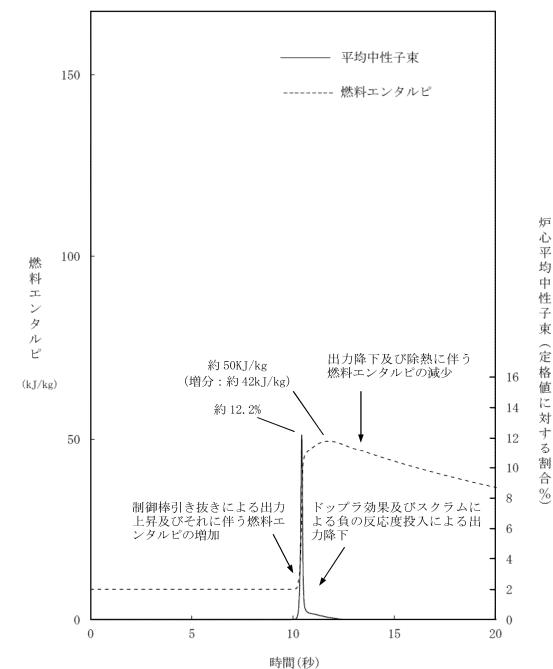 150
平均中性子束
燃料エンタルピ
100
燃料エンタルピ
(kJ/kg)
炉心平均中性子束(定格値に対する割合%)
約 50KJ/kg
(増分:約 42kJ/kg)
出力降下及び除熱に伴う
燃料エンタルピの減少
約 12.2%
16
14
50
12
10
8
6
4
2
0
制御棒引き抜きによる出力
上昇及びそれに伴う燃料エ
ンタルピの増加
ドップラ効果及びスクラムに
よる負の反応度投入による出
力降下
0
0
5
10
15
20
時間(秒)